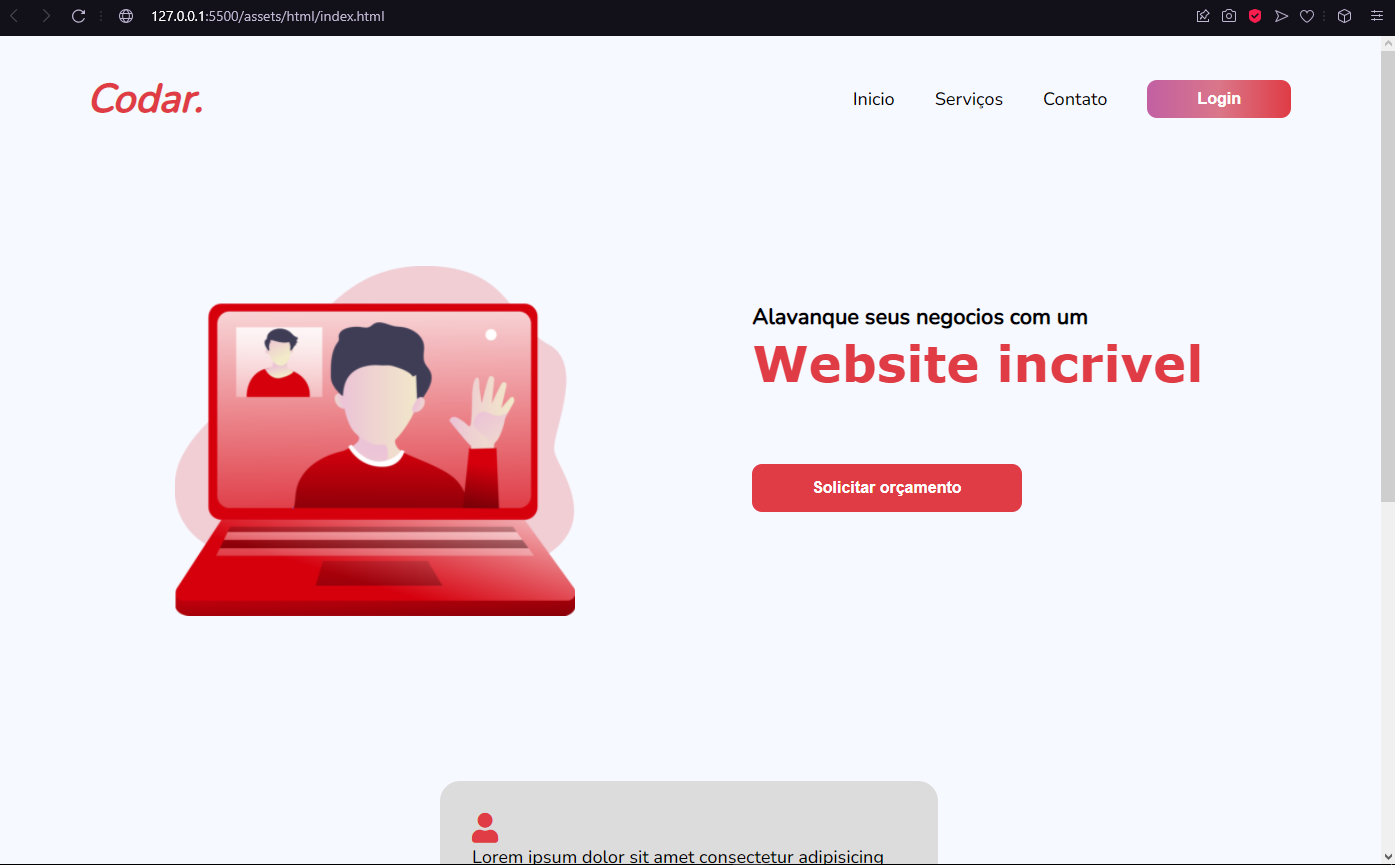 127.0.0.1:5500/assets/html/index.html
Codar.
Inicio
Serviços
Contato
Login
Alavanque seus negocios com um
Website incrivel
Solicitar orçamento
Lorem ipsum dolor sit amet consectetur adipisicing